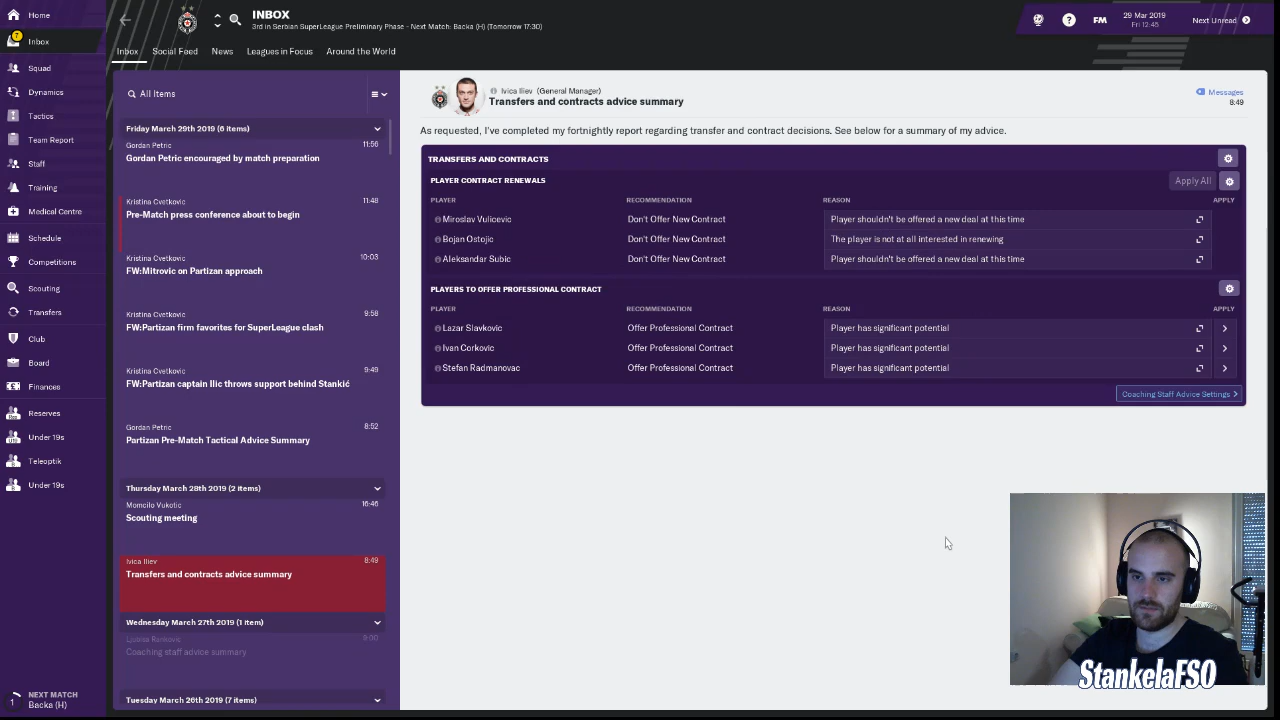 Home
Inbox
7
Squad
Dynamics
Tactics
Team Report
Staff
Training
Medical Centre
Schedule
Competitions
Scouting
Transfers
Club
Board
Finances
Reserves
Under 19s
Teleoptik
Under 19s
1
NEXT MATCH
Backa (H)
INBOX
3rd in Serbian SuperLeague Preliminary Phase - Next Match: Backa (H) (Tomorrow 17:30)
FM
29 Mar 2019
Fri 12:45
Next Unread
Inbox
Social Feed
News
Leagues in Focus
Around the World
All Items
Friday March 29th 2019 (6 items)
Gordan Petric 11:56
Gordan Petric encouraged by match preparation
Kristina Cvetkovic 11:48
Pre-Match press conference about to begin
Kristina Cvetkovic 10:03
FW:Mitrovic on Partizan approach
Kristina Cvetkovic 9:58
FW:Partizan firm favorites for SuperLeague clash
Kristina Cvetkovic 9:49
FW:Partizan captain Ilic throws support behind Stankić
Gordan Petric 8:52
Partizan Pre-Match Tactical Advice Summary
Thursday March 28th 2019 (2 items)
Momcilo Vukotic 16:46
Scouting meeting
Ivica Iliev 8:49
Transfers and contracts advice summary
Wednesday March 27th 2019 (1 item)
Ljubisa Rankovic 9:00
Coaching staff advice summary
Tuesday March 26th 2019 (7 items)
Ivica Iliev (General Manager)
Transfers and contracts advice summary
Messages
8:49
As requested, I've completed my fortnightly report regarding transfer and contract decisions. See below for a summary of my advice.
TRANSFERS AND CONTRACTS
PLAYER CONTRACT RENEWALS
Apply All
PLAYER RECOMMENDATION REASON APPLY
Miroslav Vulicevic Don't Offer New Contract Player shouldn't be offered a new deal at this time
Bojan Ostojic Don't Offer New Contract The player is not at all interested in renewing
Aleksandar Subic Don't Offer New Contract Player shouldn't be offered a new deal at this time
PLAYERS TO OFFER PROFESSIONAL CONTRACT
PLAYER RECOMMENDATION REASON APPLY
Lazar Slavkovic Offer Professional Contract Player has significant potential
Ivan Corkovic Offer Professional Contract Player has significant potential
Stefan Radmanovac Offer Professional Contract Player has significant potential
Coaching Staff Advice Settings
StankelaFSO